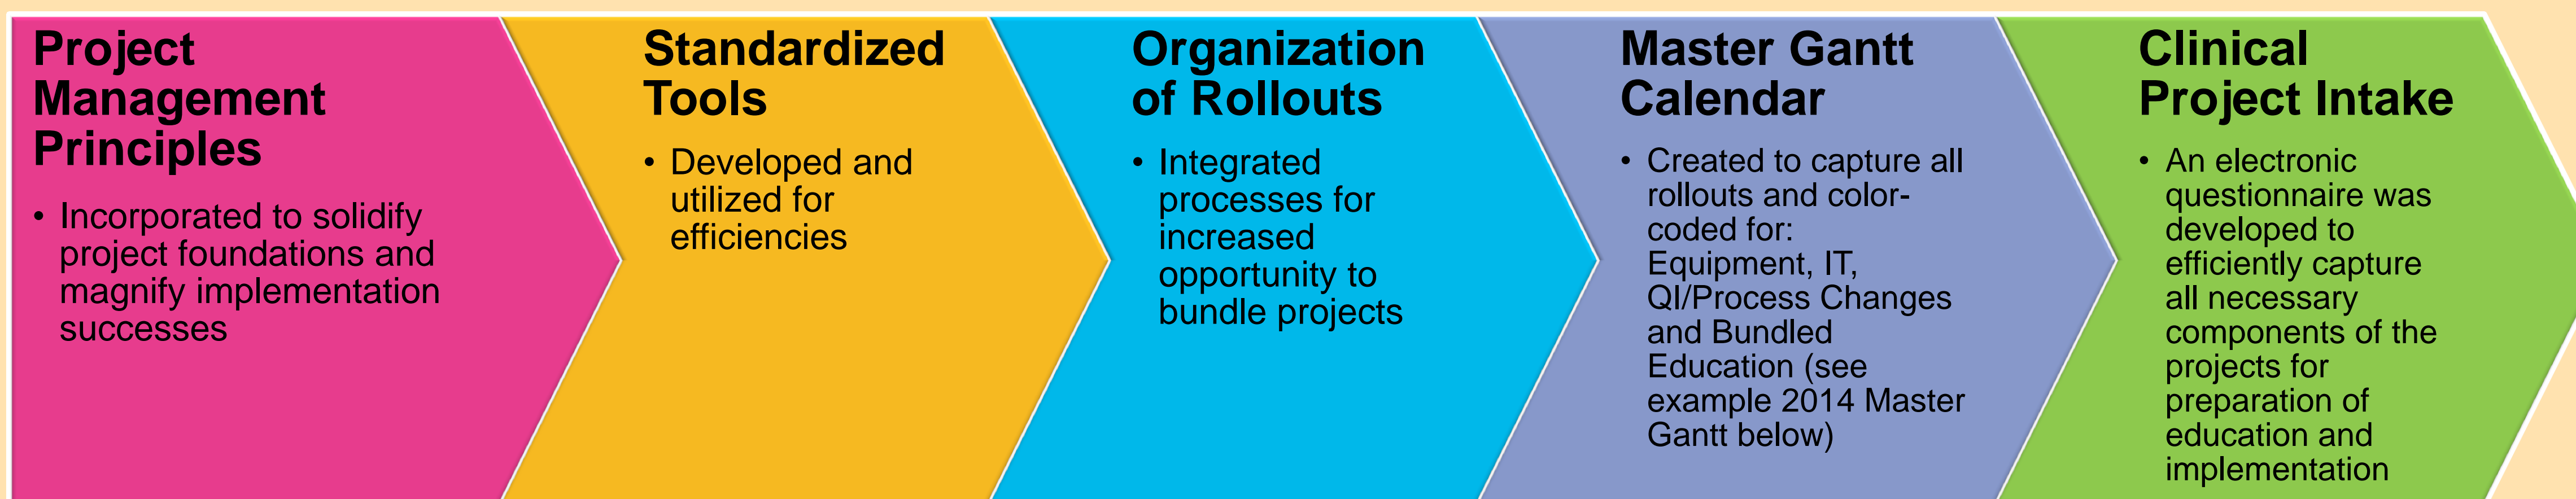 Project
Management
Principles
• Incorporated to solidify
project foundations and
magnify implementation
successes
Standardized
Tools
• Developed and
utilized for
efficiencies
Organization
of Rollouts
• Integrated
processes for
increased
opportunity to
bundle projects
Master Gantt
Calendar
• Created to capture all
rollouts and color-
coded for:
Equipment, IT,
QI/Process Changes
and Bundled
Education (see
example 2014 Master
Gantt below)
Clinical
Project Intake
• An electronic
questionnaire was
developed to
efficiently capture
all necessary
components of the
projects for
preparation of
education and
implementation